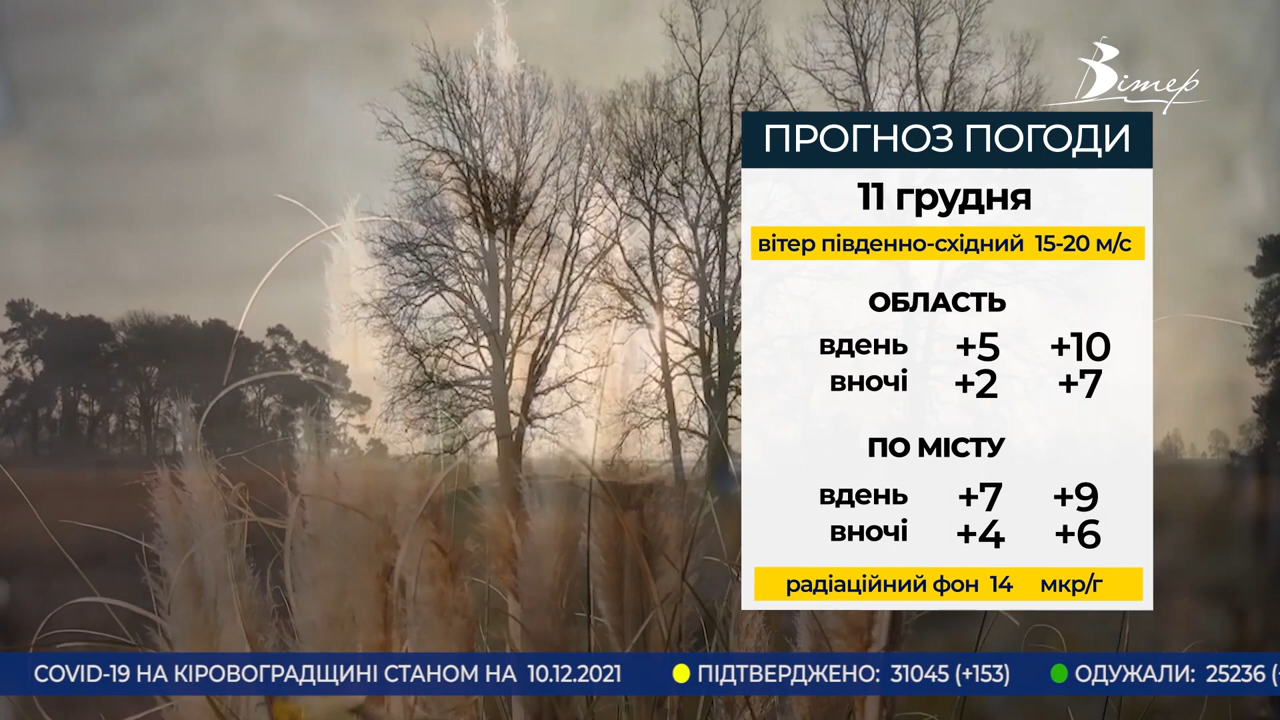 Вітер
ПРОГНОЗ ПОГОДИ
11 грудня
вітер південно-східний 15-20 м/с
ОБЛАСТЬ
вдень +5 +10
вночі +2 +7
ПО МІСТУ
вдень +7 +9
вночі +4 +6
радіаційний фон 14 мкр/г
COVID-19 НА КІРОВОГРАДЩИНІ СТАНОМ НА 10.12.2021 ПІДТВЕРДЖЕНО: 31045 (+153) ОДУЖАЛИ: 25236 (